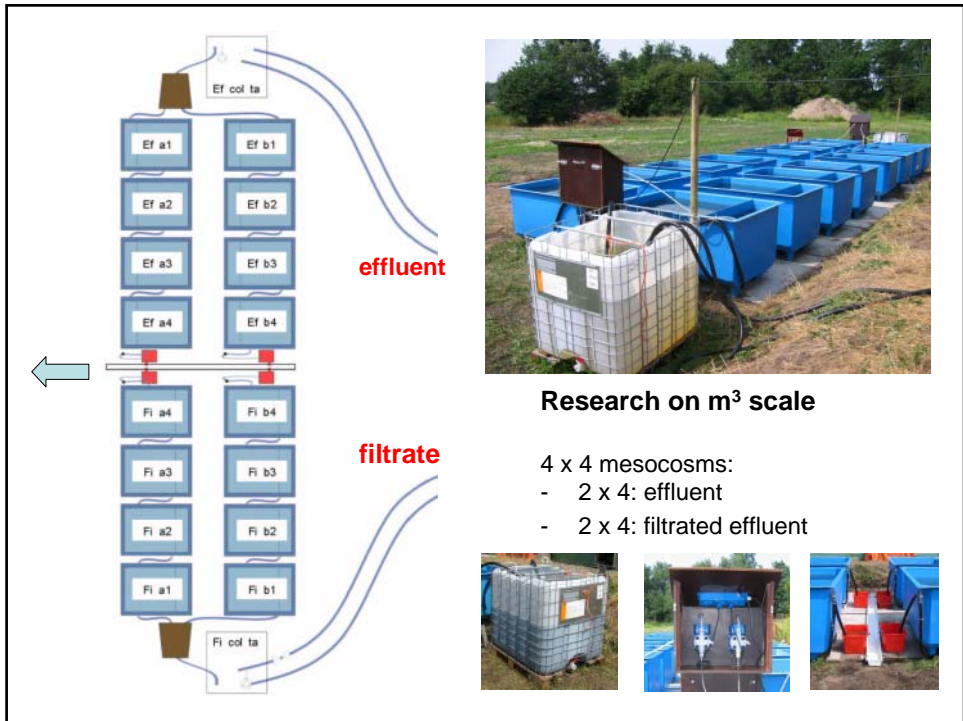 Ef col ta
Ef a1
Ef b1
Ef a2
Ef b2
Ef a3
Ef b3
effluent
Ef a4
Ef b4
Fi a4
Fi b4
filtrate
Fi a3
Fi b3
Fi a2
Fi b2
Fi a1
Fi b1
Fi col ta
Research on m³ scale
4 x 4 mesocosms:
- 2 x 4: effluent
- 2 x 4: filtrated effluent